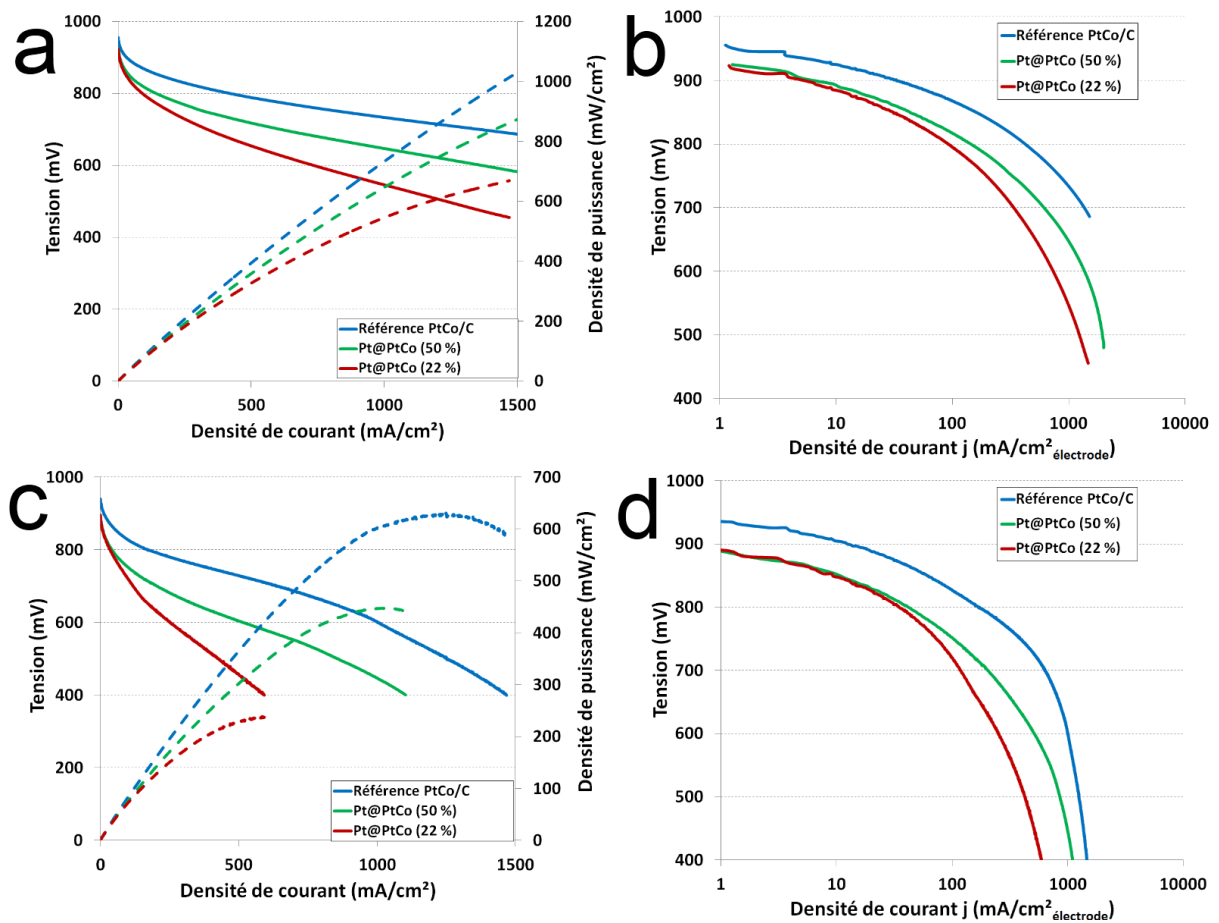 a
1000
800
600
400
200
0
Tension (mV)
1200
1000
800
600
400
200
0
Densité de puissance (mW/cm²)
Référence PtCo/C
Pt@PtCo (50 %)
Pt@PtCo (22 %)
0
500
1000
1500
Densité de courant (mA/cm²)
b
1000
900
800
700
600
500
400
Tension (mV)
Référence PtCo/C
Pt@PtCo (50 %)
Pt@PtCo (22 %)
1
10
100
1000
10000
Densité de courant j (mA/cm²électrode)
c
1000
800
600
400
200
0
Tension (mV)
700
600
500
400
300
200
100
0
Densité de puissance (mW/cm²)
Référence PtCo/C
Pt@PtCo (50 %)
Pt@PtCo (22 %)
0
500
1000
1500
Densité de courant (mA/cm²)
d
1000
900
800
700
600
500
400
Tension (mV)
Référence PtCo/C
Pt@PtCo (50 %)
Pt@PtCo (22 %)
1
10
100
1000
10000
Densité de courant j (mA/cm²électrode)